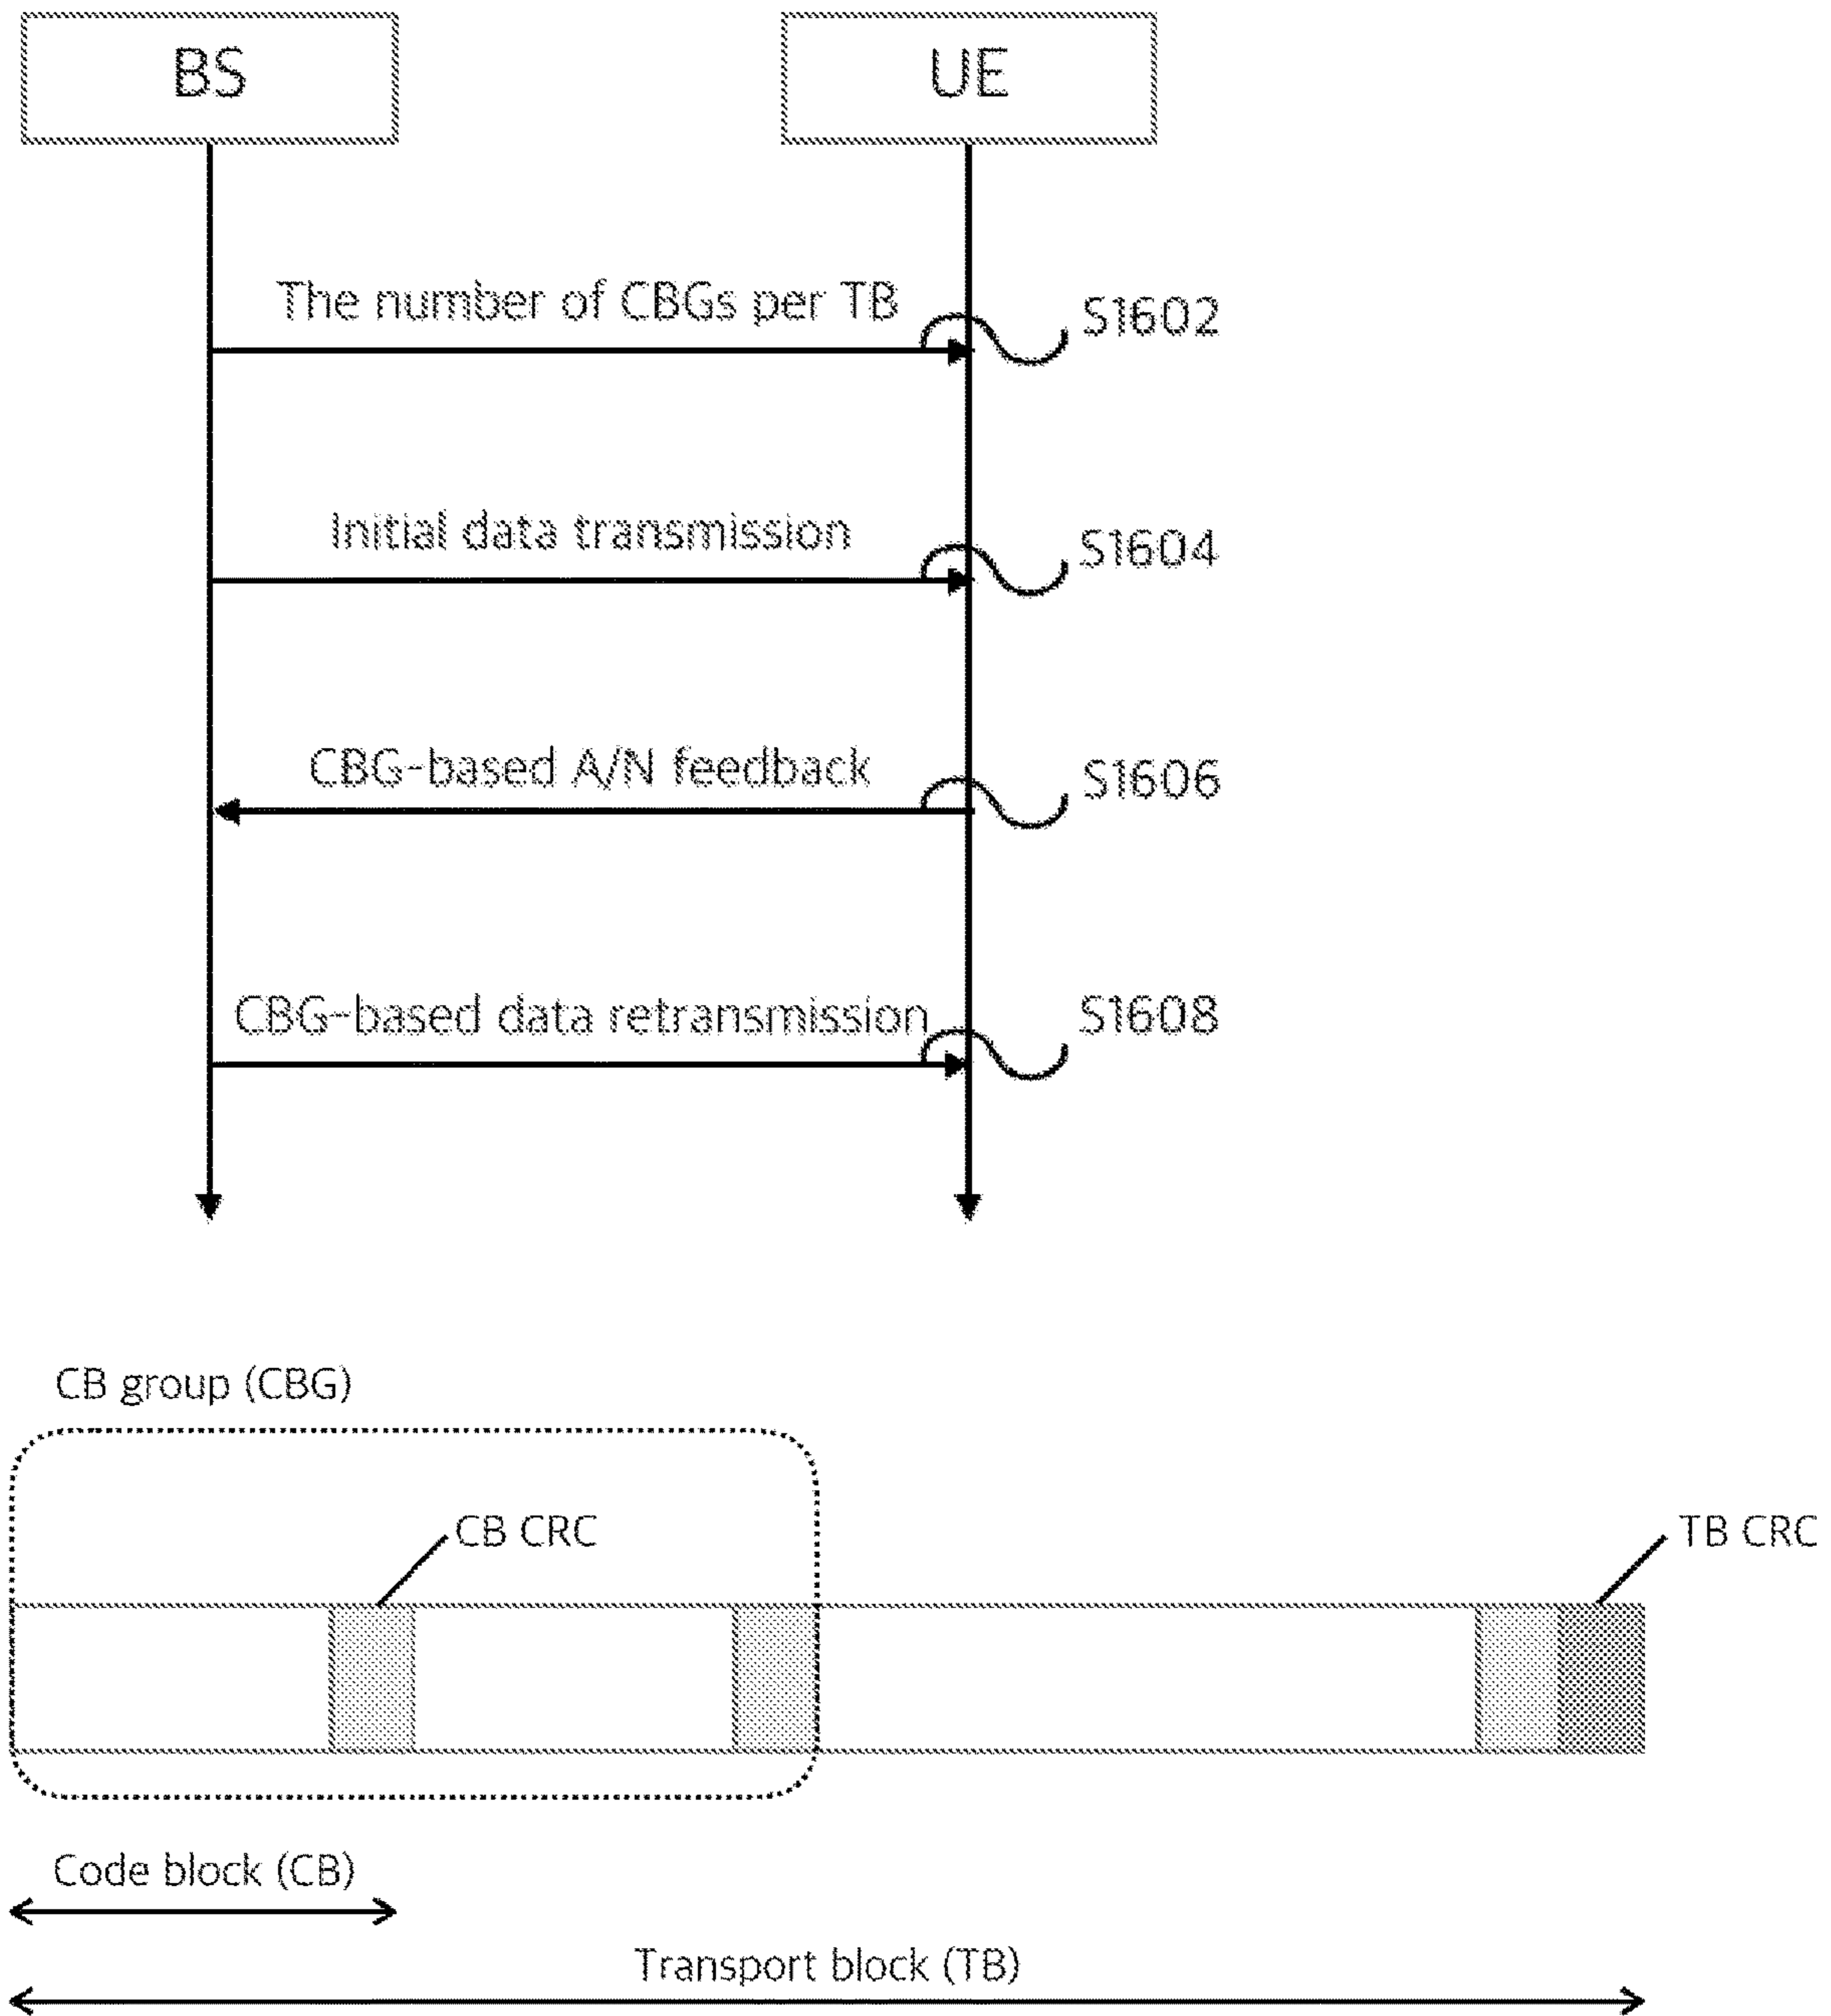 BS
UE
The number of CBGs per TB
S1602
Initial data transmission
S1604
CBG-based A/N feedback
S1606
CBG-based data retransmission
S1608
CB group (CBG)
CB CRC
TB CRC
Code block (CB)
Transport block (TB)